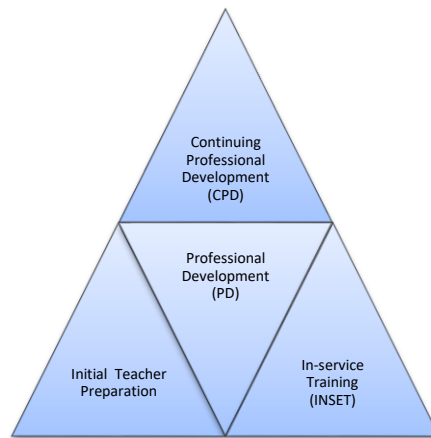 Continuing
Professional
Development
(CPD)
Professional
Development
(PD)
Initial Teacher
Preparation
In-service
Training
(INSET)